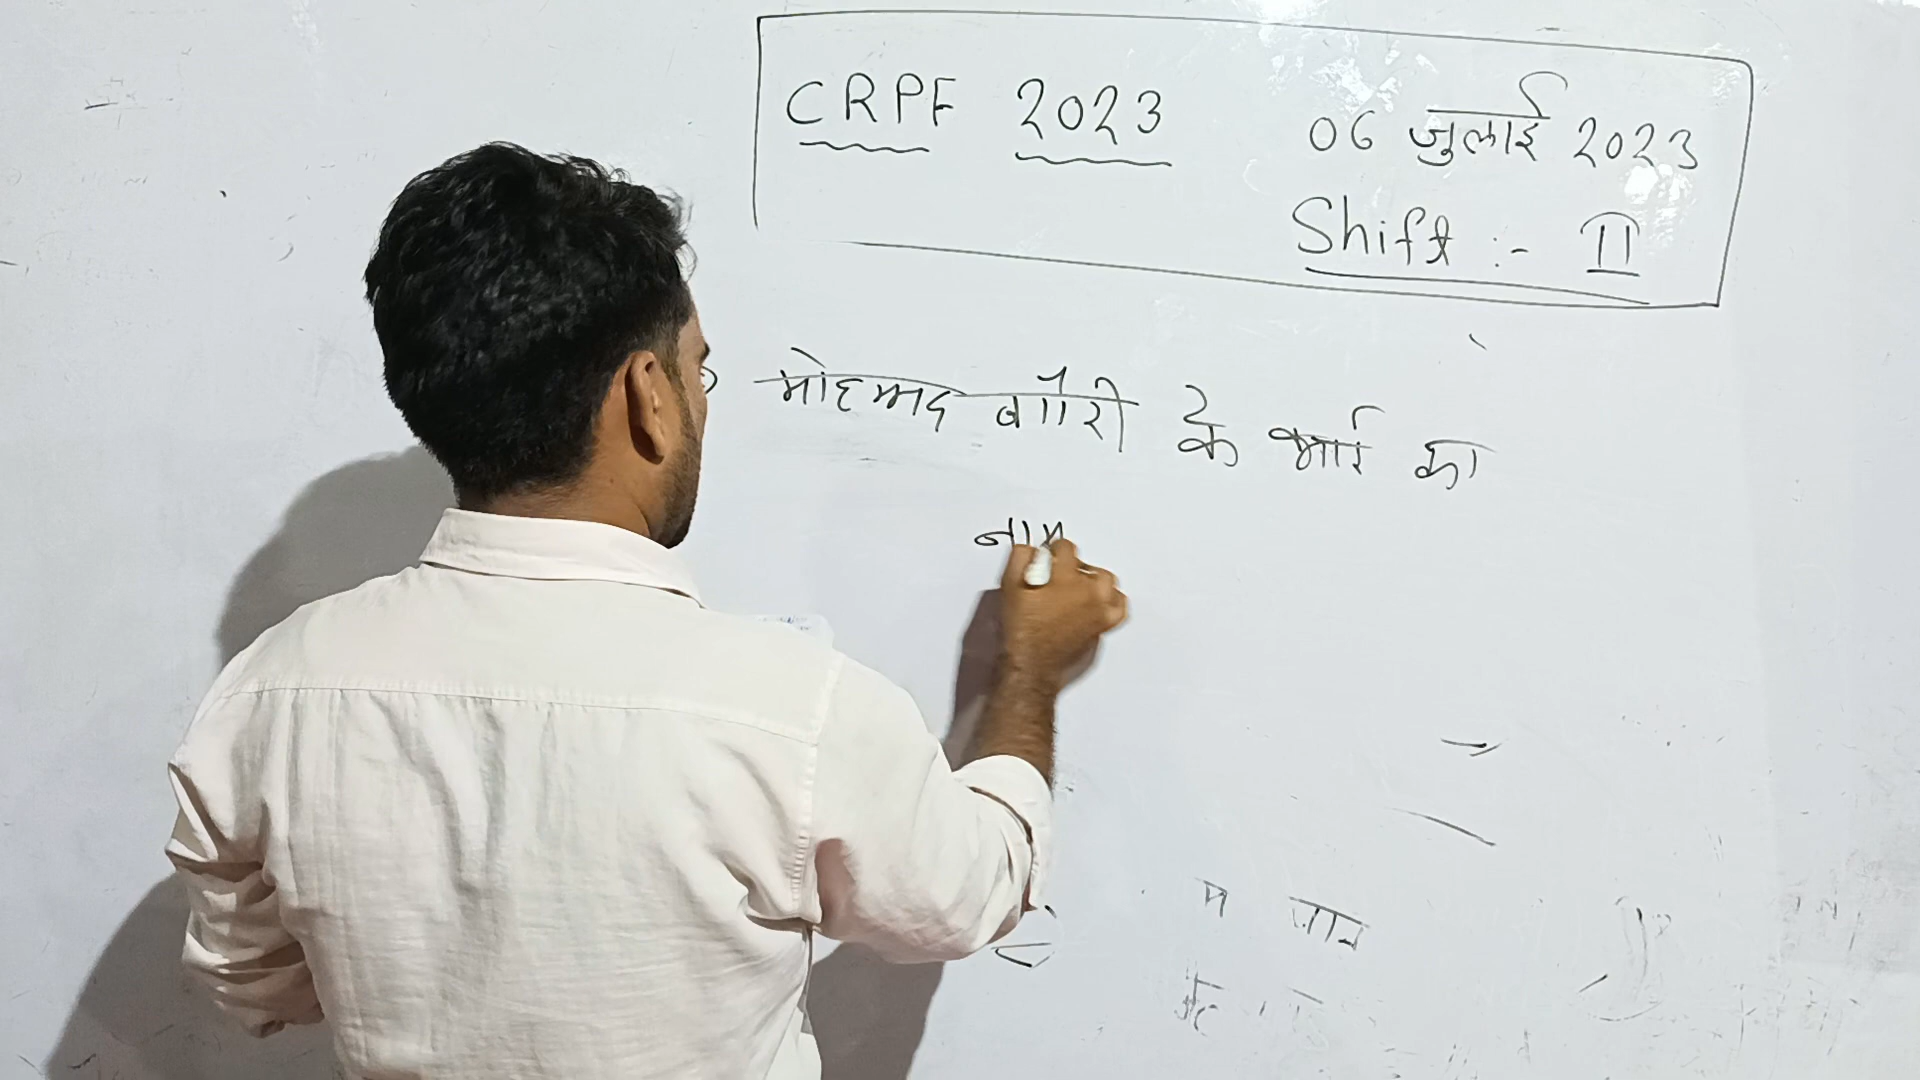 CRPF 2023
06 जुलाई 2023
Shift :- II
मोहम्मद गौरी के भाई का
नाम